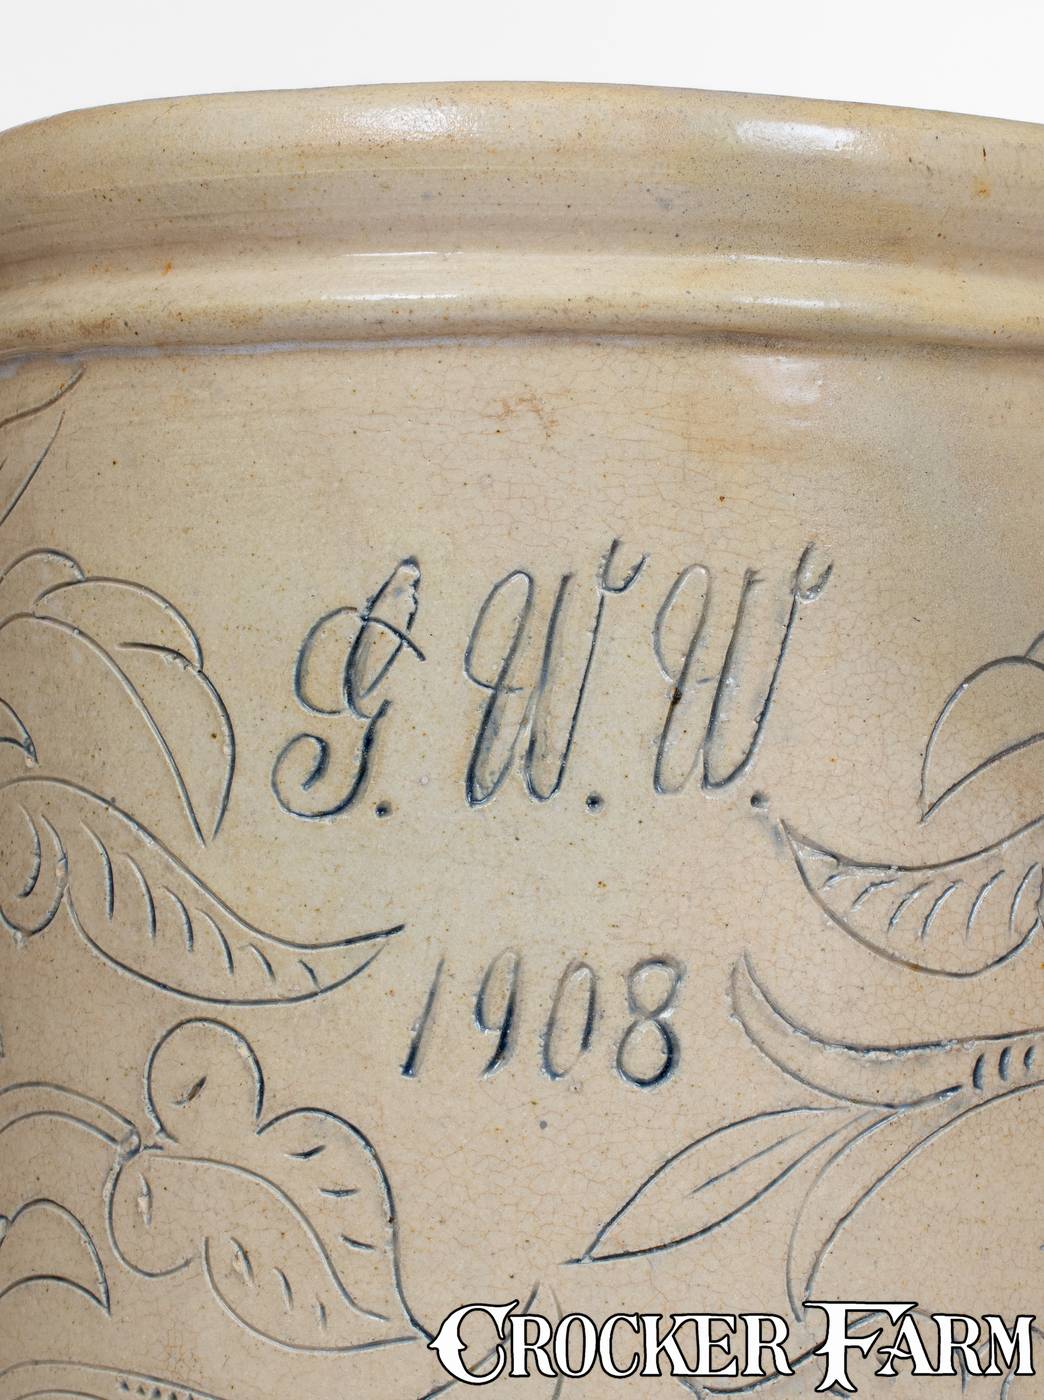 G. W. W.
1908
CROCKER FARM